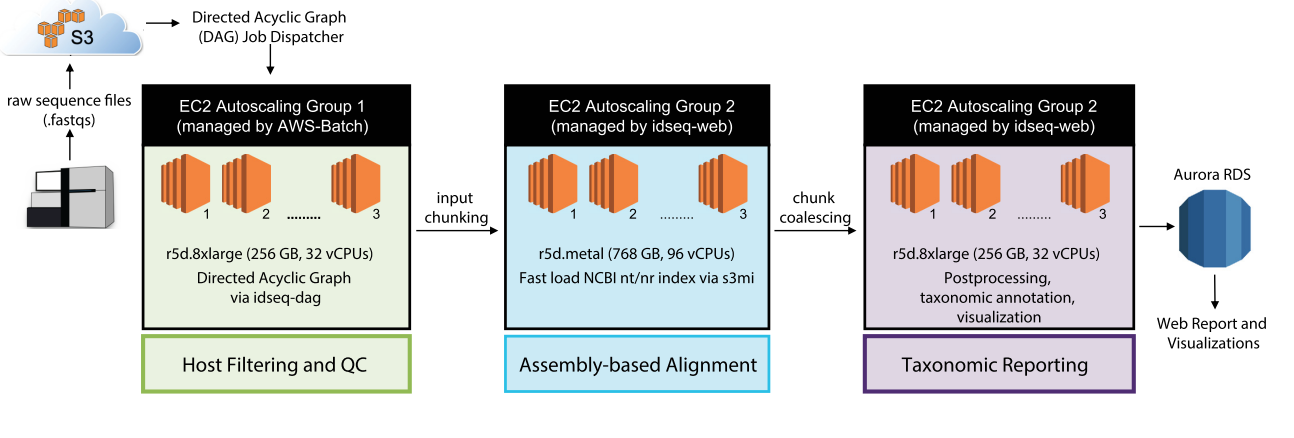 S3
Directed Acyclic Graph
(DAG) Job Dispatcher
raw sequence files
(.fastqs)
EC2 Autoscaling Group 1
(managed by AWS-Batch)
1
2
.........
3
r5d.8xlarge (256 GB, 32 vCPUs)
Directed Acyclic Graph
via idseq-dag
Host Filtering and QC
input
chunking
EC2 Autoscaling Group 2
(managed by idseq-web)
1
2
.........
3
r5d.metal (768 GB, 96 vCPUs)
Fast load NCBI nt/nr index via s3mi
Assembly-based Alignment
chunk
coalescing
EC2 Autoscaling Group 2
(managed by idseq-web)
1
2
.........
3
r5d.8xlarge (256 GB, 32 vCPUs)
Postprocessing,
taxonomic annotation,
visualization
Taxonomic Reporting
Aurora RDS
Web Report and
Visualizations